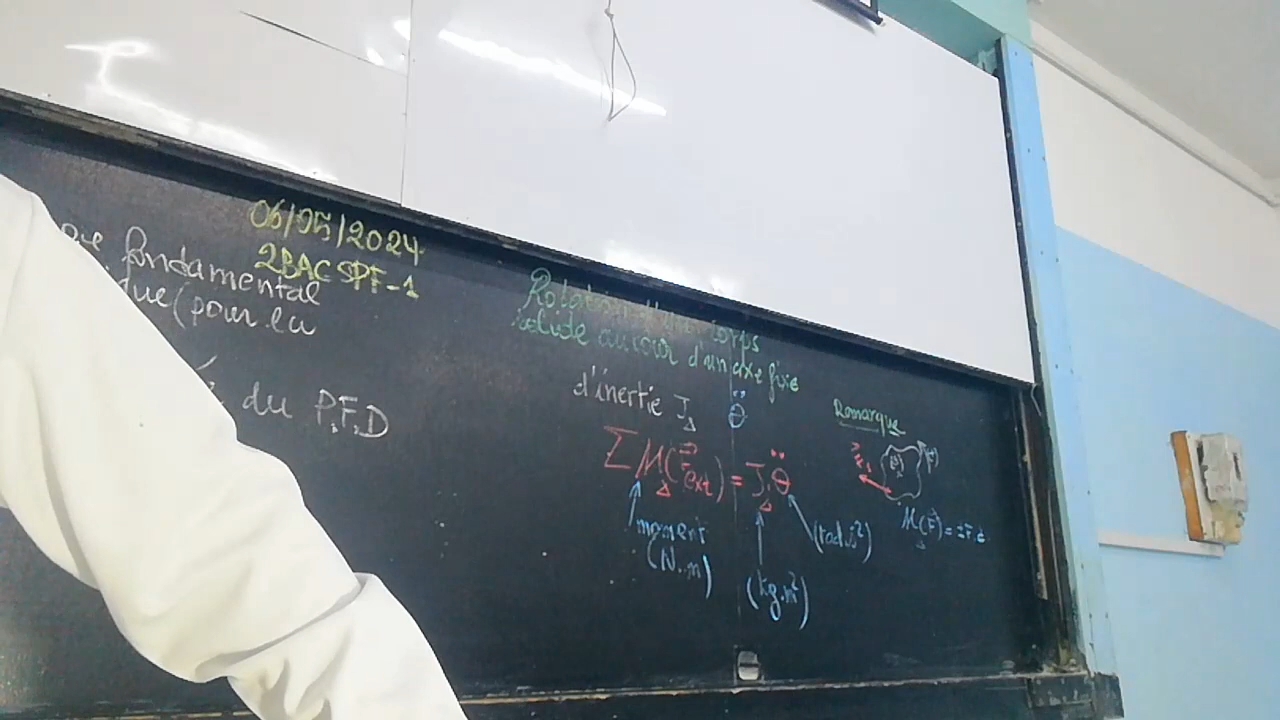 06/05/2024
2BAC SPF-1
fondamental
que (pour la
du P.F.D
Rotation d'un corps
solide autour d'un axe fixe
d'inertie J_Δ θ̈
ΣM_Δ(F⃗ext) = J_Δ θ̈
moment
(N.m)
(kg.m²)
(rad.s²)
Remarque
M_Δ(F⃗) = ±F.d